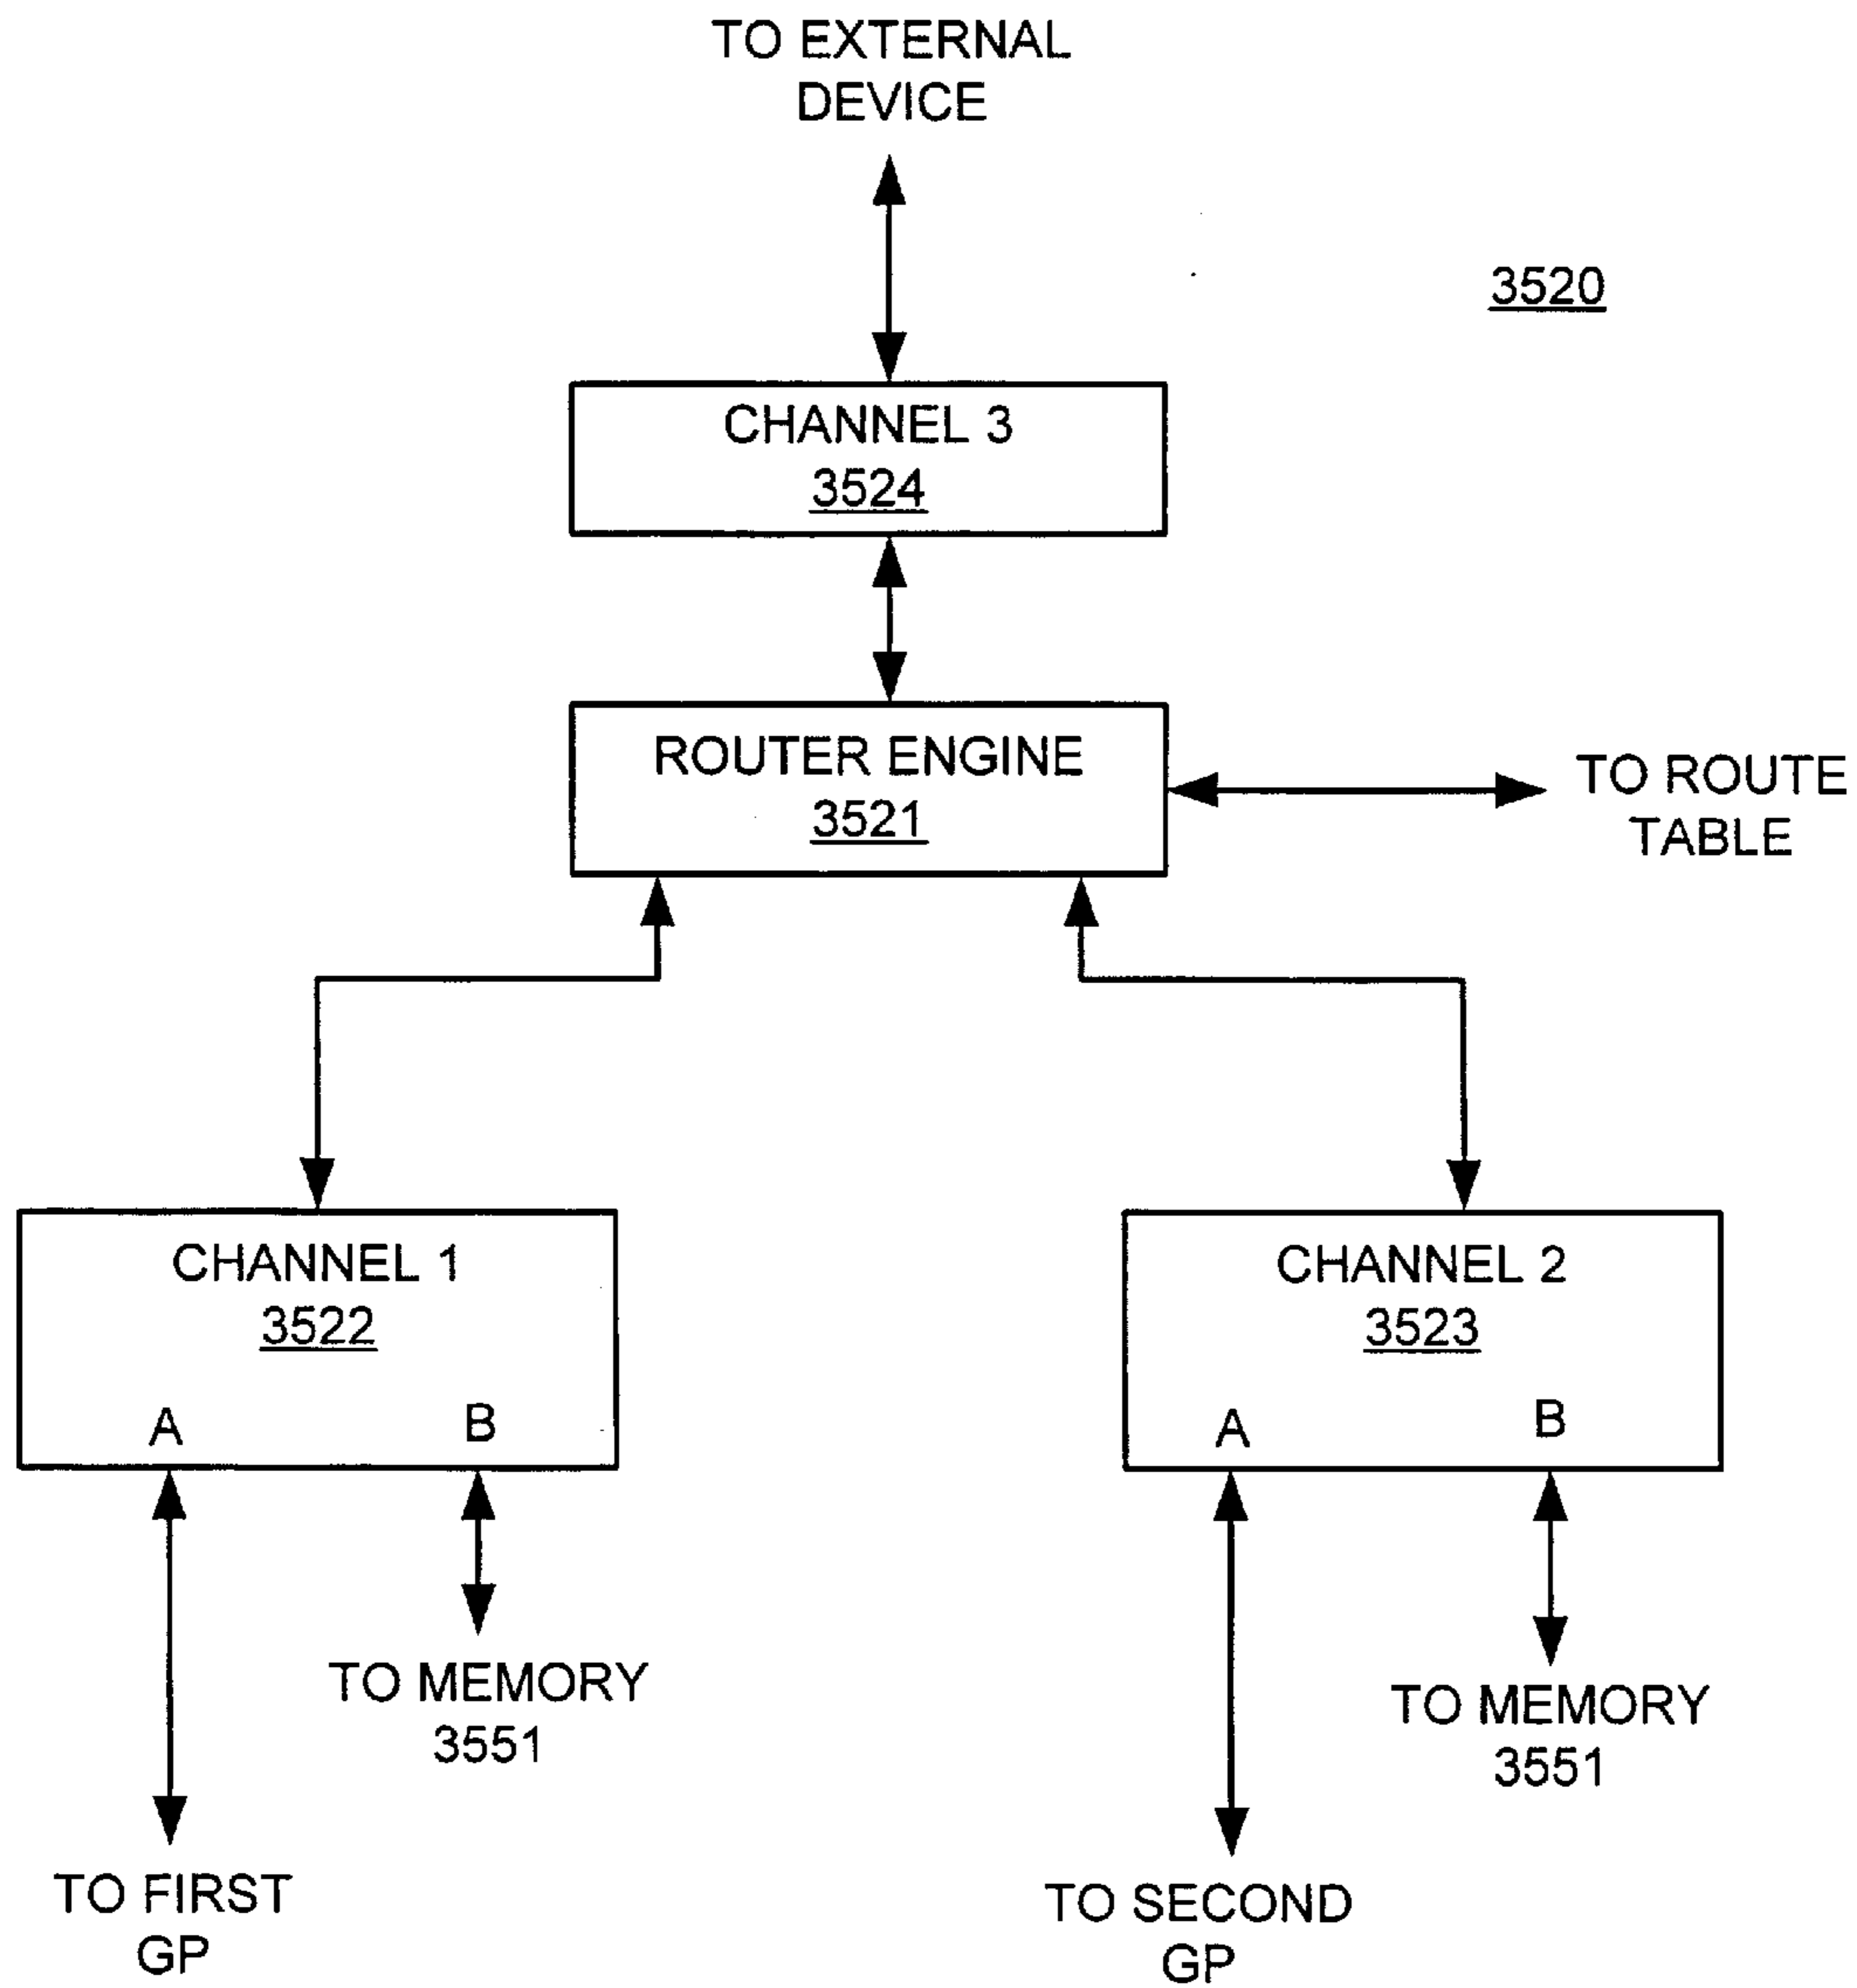 TO EXTERNAL
DEVICE
3520
CHANNEL 3
3524
ROUTER ENGINE
3521
TO ROUTE
TABLE
CHANNEL 1
3522
A
B
CHANNEL 2
3523
A
B
TO MEMORY
3551
TO MEMORY
3551
TO FIRST
GP
TO SECOND
GP